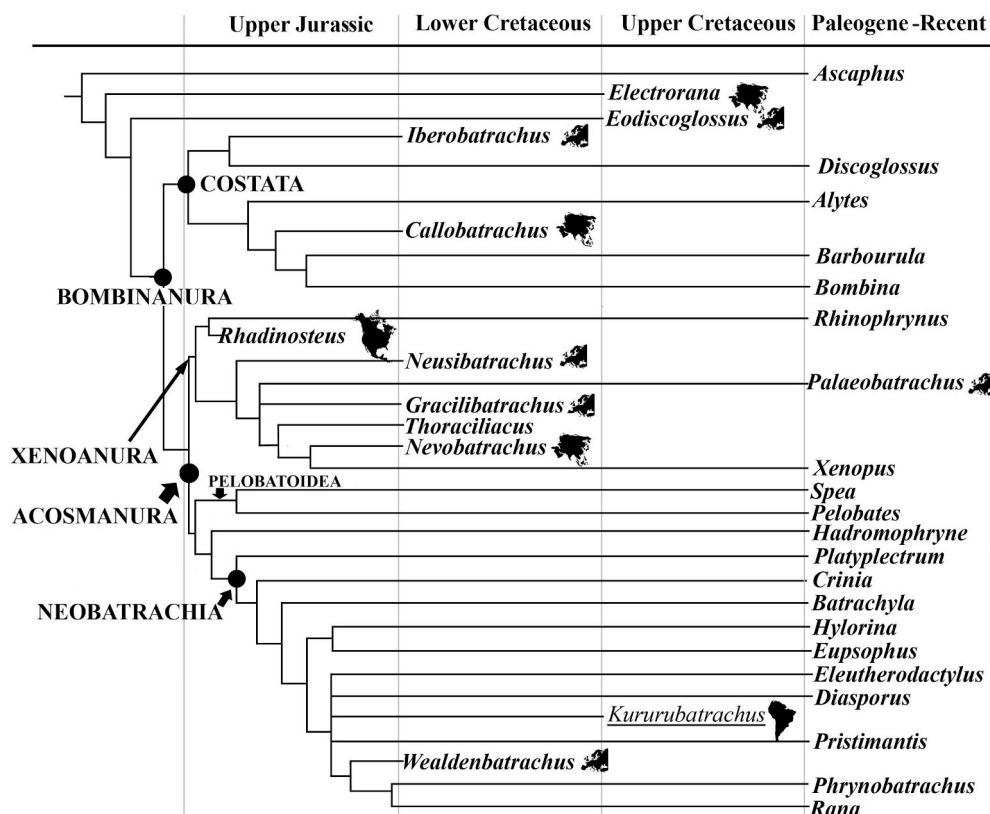 Upper Jurassic Lower Cretaceous Upper Cretaceous Paleogene -Recent
Ascaphus
Electrorana
Eodiscoglossus
Iberobatrachus
Discoglossus
COSTATA
Alytes
Callobatrachus
Barbourula
Bombina
BOMBINANURA
Rhinophrynus
Rhadinosteus
Neusibatrachus
Palaeobatrachus
Gracilibatrachus
Thoraciliacus
Nevobatrachus
XENOANURA
Xenopus
PELOBATOIDEA
Spea
ACOSMANURA
Pelobates
Hadromophryne
Platyplectrum
Crinia
NEOBATRACHIA
Batrachyla
Hylorina
Eupsophus
Eleutherodactylus
Diasporus
Kururubatrachus
Pristimantis
Wealdenbatrachus
Phrynobatrachus
Rana